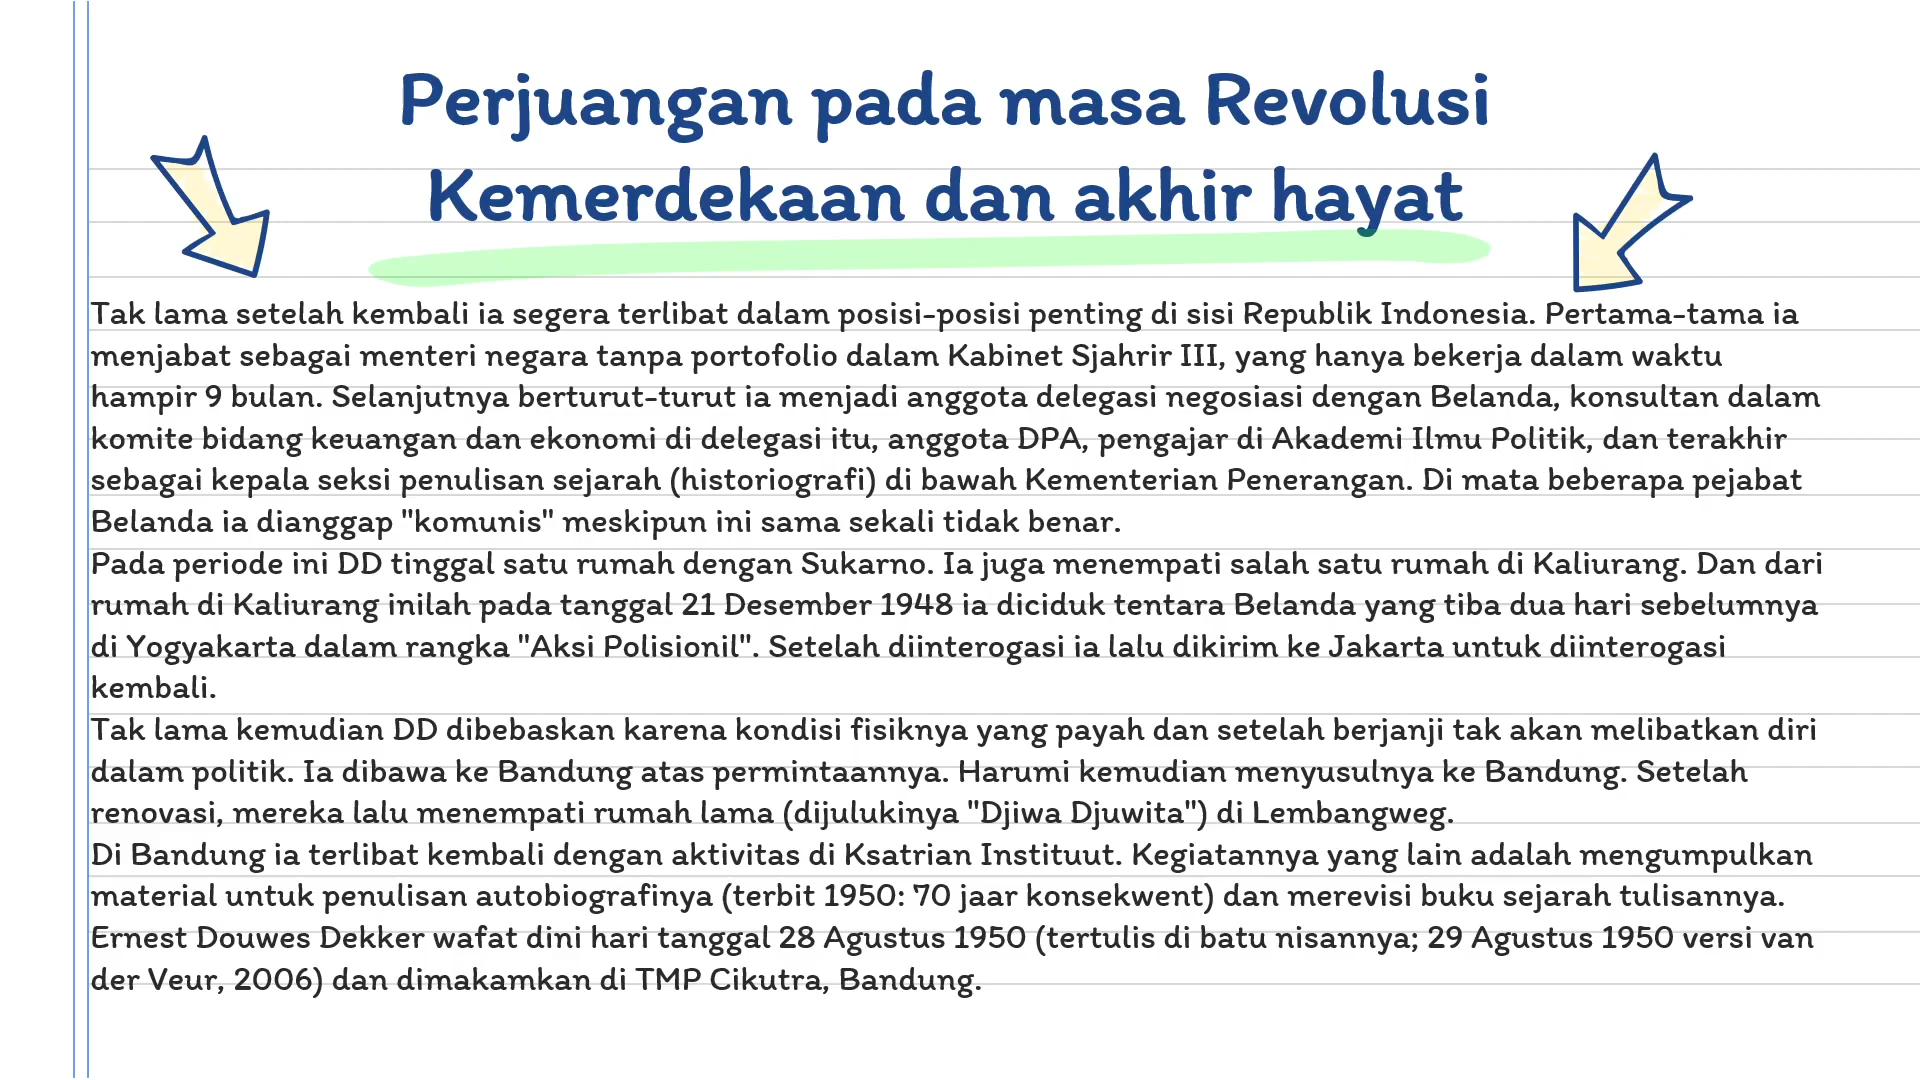 Perjuangan pada masa Revolusi
Kemerdekaan dan akhir hayat
Tak lama setelah kembali ia segera terlibat dalam posisi-posisi penting di sisi Republik Indonesia. Pertama-tama ia
menjabat sebagai menteri negara tanpa portofolio dalam Kabinet Sjahrir III, yang hanya bekerja dalam waktu
hampir 9 bulan. Selanjutnya berturut-turut ia menjadi anggota delegasi negosiasi dengan Belanda, konsultan dalam
komite bidang keuangan dan ekonomi di delegasi itu, anggota DPA, pengajar di Akademi Ilmu Politik, dan terakhir
sebagai kepala seksi penulisan sejarah (historiografi) di bawah Kementerian Penerangan. Di mata beberapa pejabat
Belanda ia dianggap "komunis" meskipun ini sama sekali tidak benar.
Pada periode ini DD tinggal satu rumah dengan Sukarno. Ia juga menempati salah satu rumah di Kaliurang. Dan dari
rumah di Kaliurang inilah pada tanggal 21 Desember 1948 ia diciduk tentara Belanda yang tiba dua hari sebelumnya
di Yogyakarta dalam rangka "Aksi Polisionil". Setelah diinterogasi ia lalu dikirim ke Jakarta untuk diinterogasi
kembali.
Tak lama kemudian DD dibebaskan karena kondisi fisiknya yang payah dan setelah berjanji tak akan melibatkan diri
dalam politik. Ia dibawa ke Bandung atas permintaannya. Harumi kemudian menyusulnya ke Bandung. Setelah
renovasi, mereka lalu menempati rumah lama (dijulukinya "Djiwa Djuwita") di Lembangweg.
Di Bandung ia terlibat kembali dengan aktivitas di Ksatrian Instituut. Kegiatannya yang lain adalah mengumpulkan
material untuk penulisan autobiografinya (terbit 1950: 70 jaar konsekwent) dan merevisi buku sejarah tulisannya.
Ernest Douwes Dekker wafat dini hari tanggal 28 Agustus 1950 (tertulis di batu nisannya; 29 Agustus 1950 versi van
der Veur, 2006) dan dimakamkan di TMP Cikutra, Bandung.